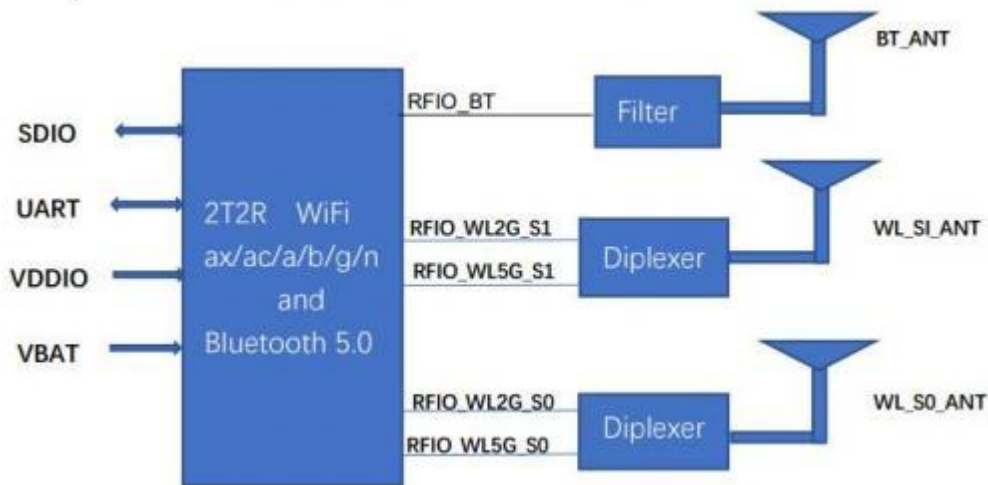 SDIO
UART
VDDIO
VBAT
2T2R WiFi
ax/ac/a/b/g/n
and
Bluetooth 5.0
RFIO_BT
Filter
BT_ANT
RFIO_WL2G_S1
RFIO_WL5G_S1
Diplexer
WL_SI_ANT
RFIO_WL2G_S0
RFIO_WL5G_S0
Diplexer
WL_S0_ANT